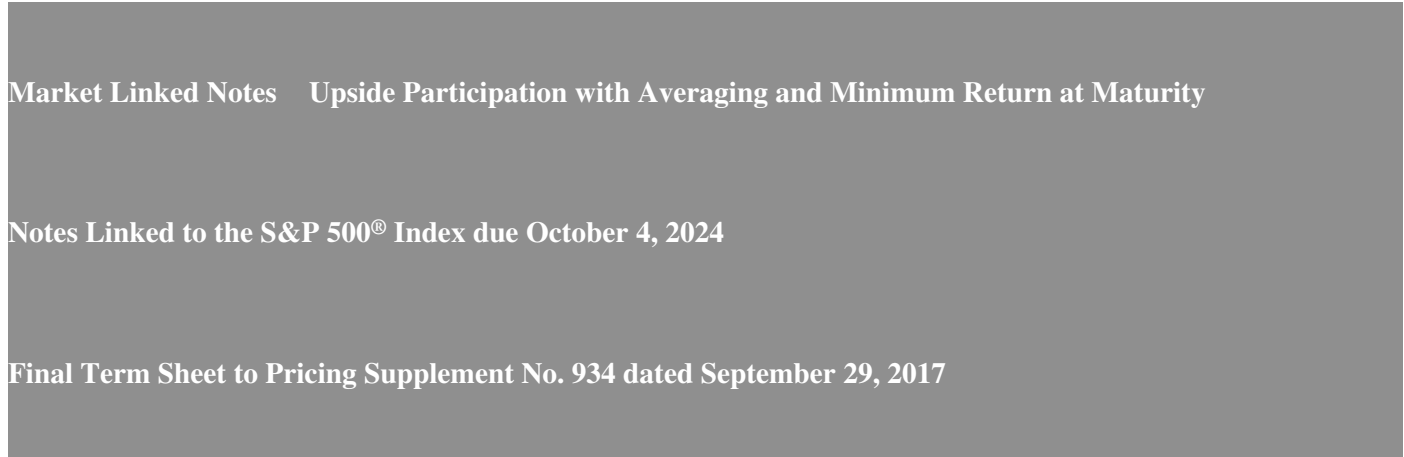 Market Linked Notes    Upside Participation with Averaging and Minimum Return at Maturity
Notes Linked to the S&P 500® Index due October 4, 2024
Final Term Sheet to Pricing Supplement No. 934 dated September 29, 2017